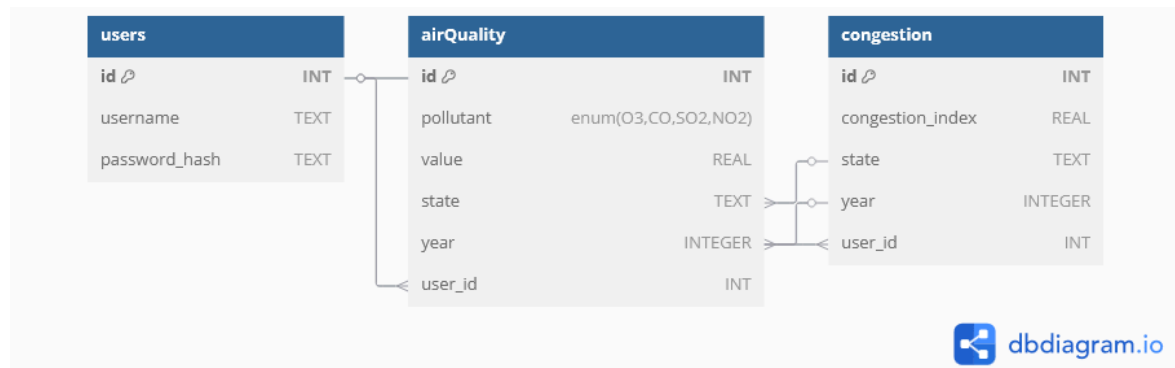 users
id INT
username TEXT
password_hash TEXT
airQuality
id INT
pollutant enum(O3,CO,SO2,NO2)
value REAL
state TEXT
year INTEGER
user_id INT
congestion
id INT
congestion_index REAL
state TEXT
year INTEGER
user_id INT
dbdiagram.io